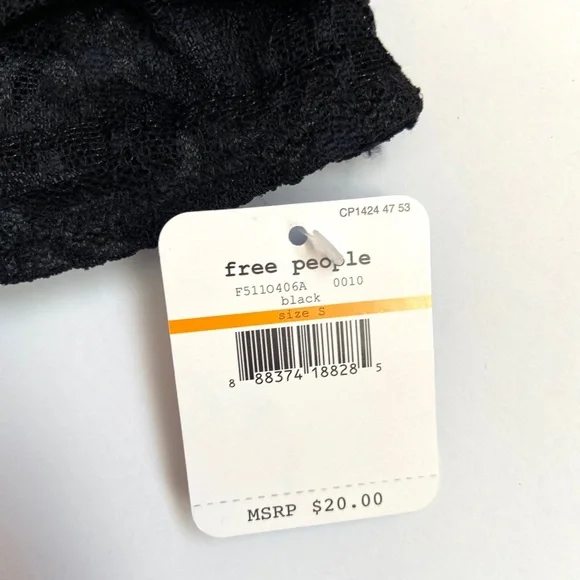 CP1424 47 53
free people
F511O406A 0010
black
size S
8 88374 18828 5
MSRP $20.00